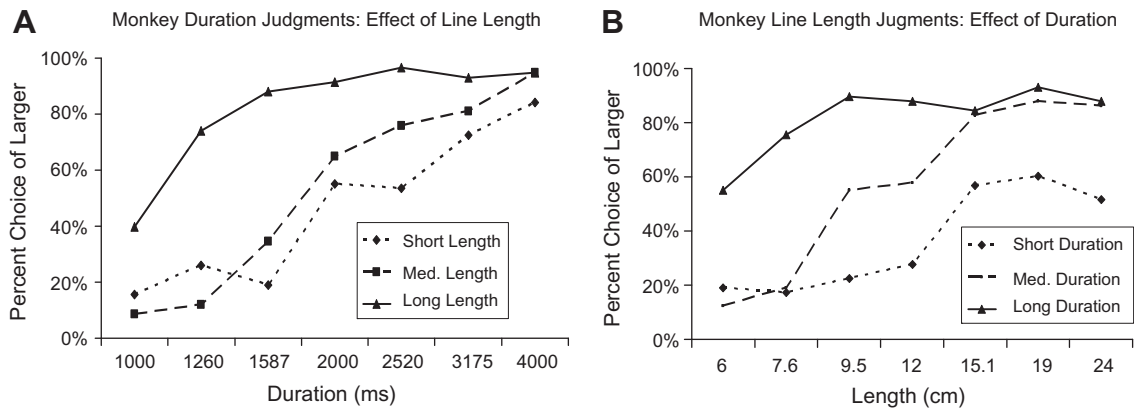 A
Monkey Duration Judgments: Effect of Line Length
Percent Choice of Larger
100%
80%
60%
40%
20%
0%
Short Length
Med. Length
Long Length
1000 1260 1587 2000 2520 3175 4000
Duration (ms)
B
Monkey Line Length Jugments: Effect of Duration
Percent Choice of Larger
100%
80%
60%
40%
20%
0%
Short Duration
Med. Duration
Long Duration
6 7.6 9.5 12 15.1 19 24
Length (cm)